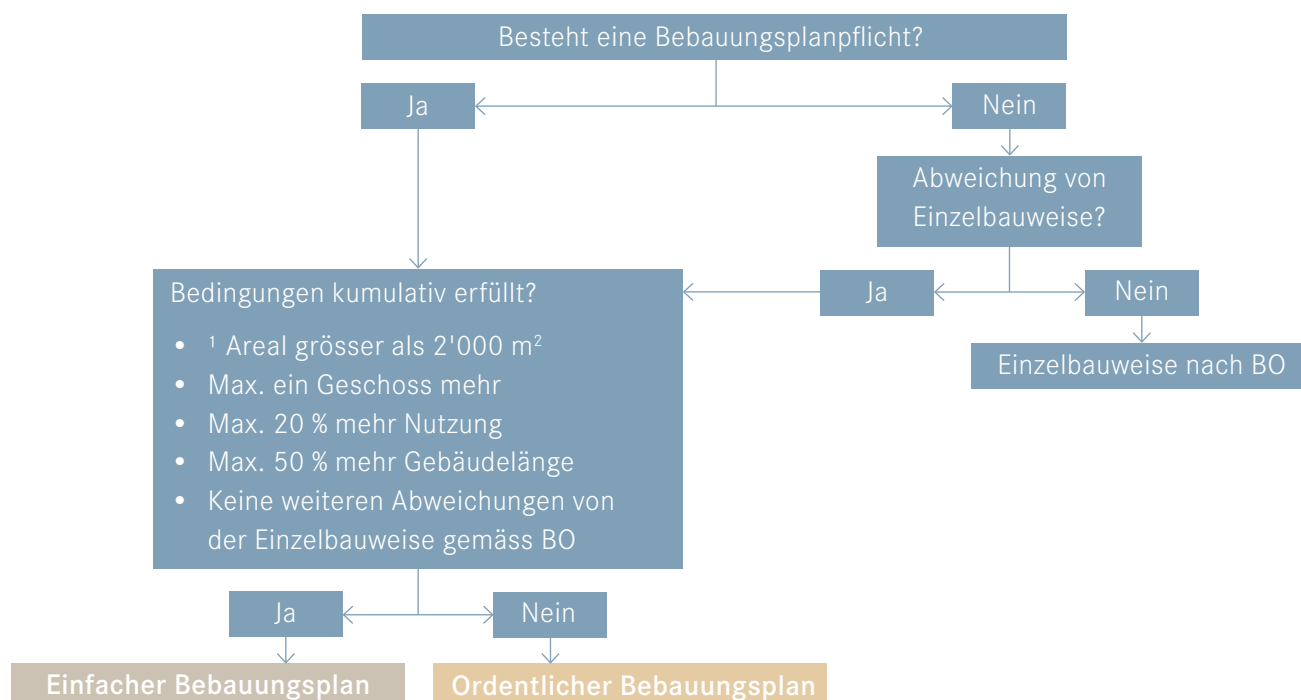 Besteht eine Bebauungsplanpflicht?
Ja
Nein
Abweichung von
Einzelbauweise?
Ja
Nein
Einzelbauweise nach BO
Bedingungen kumulativ erfüllt?
• ¹ Areal grösser als 2'000 m²
• Max. ein Geschoss mehr
• Max. 20 % mehr Nutzung
• Max. 50 % mehr Gebäudelänge
• Keine weiteren Abweichungen von
der Einzelbauweise gemäss BO
Ja
Nein
Einfacher Bebauungsplan
Ordentlicher Bebauungsplan